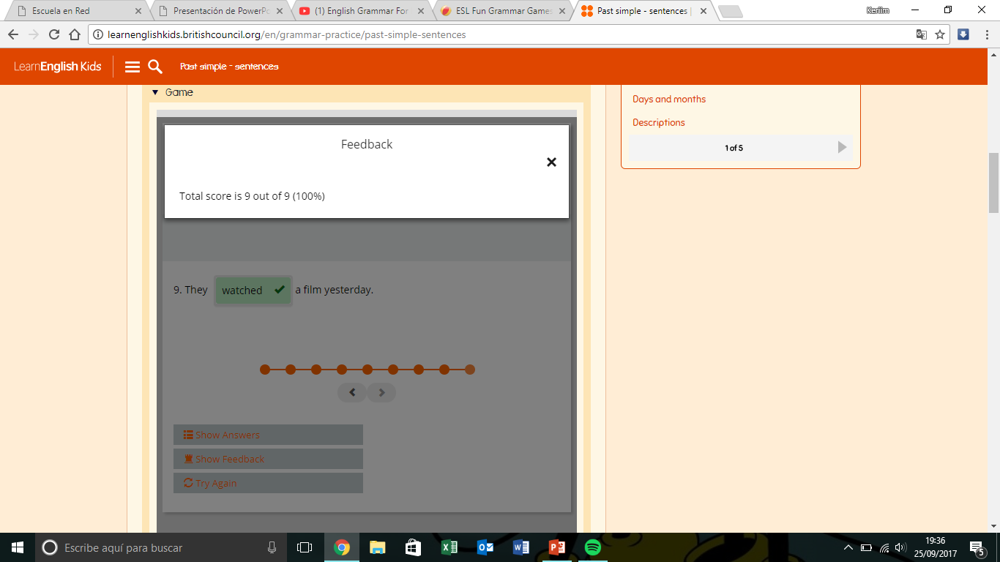 Escuela en Red
Presentación de PowerPo
(1) English Grammar For
ESL Fun Grammar Games
Past simple - sentences |
Keriim
learnenglishkids.britishcouncil.org/en/grammar-practice/past-simple-sentences
LearnEnglish Kids
Past simple - sentences
Game
Feedback
Total score is 9 out of 9 (100%)
9. They watched a film yesterday.
Show Answers
Show Feedback
Try Again
Days and months
Descriptions
1 of 5
Escribe aquí para buscar
19:36
25/09/2017
5